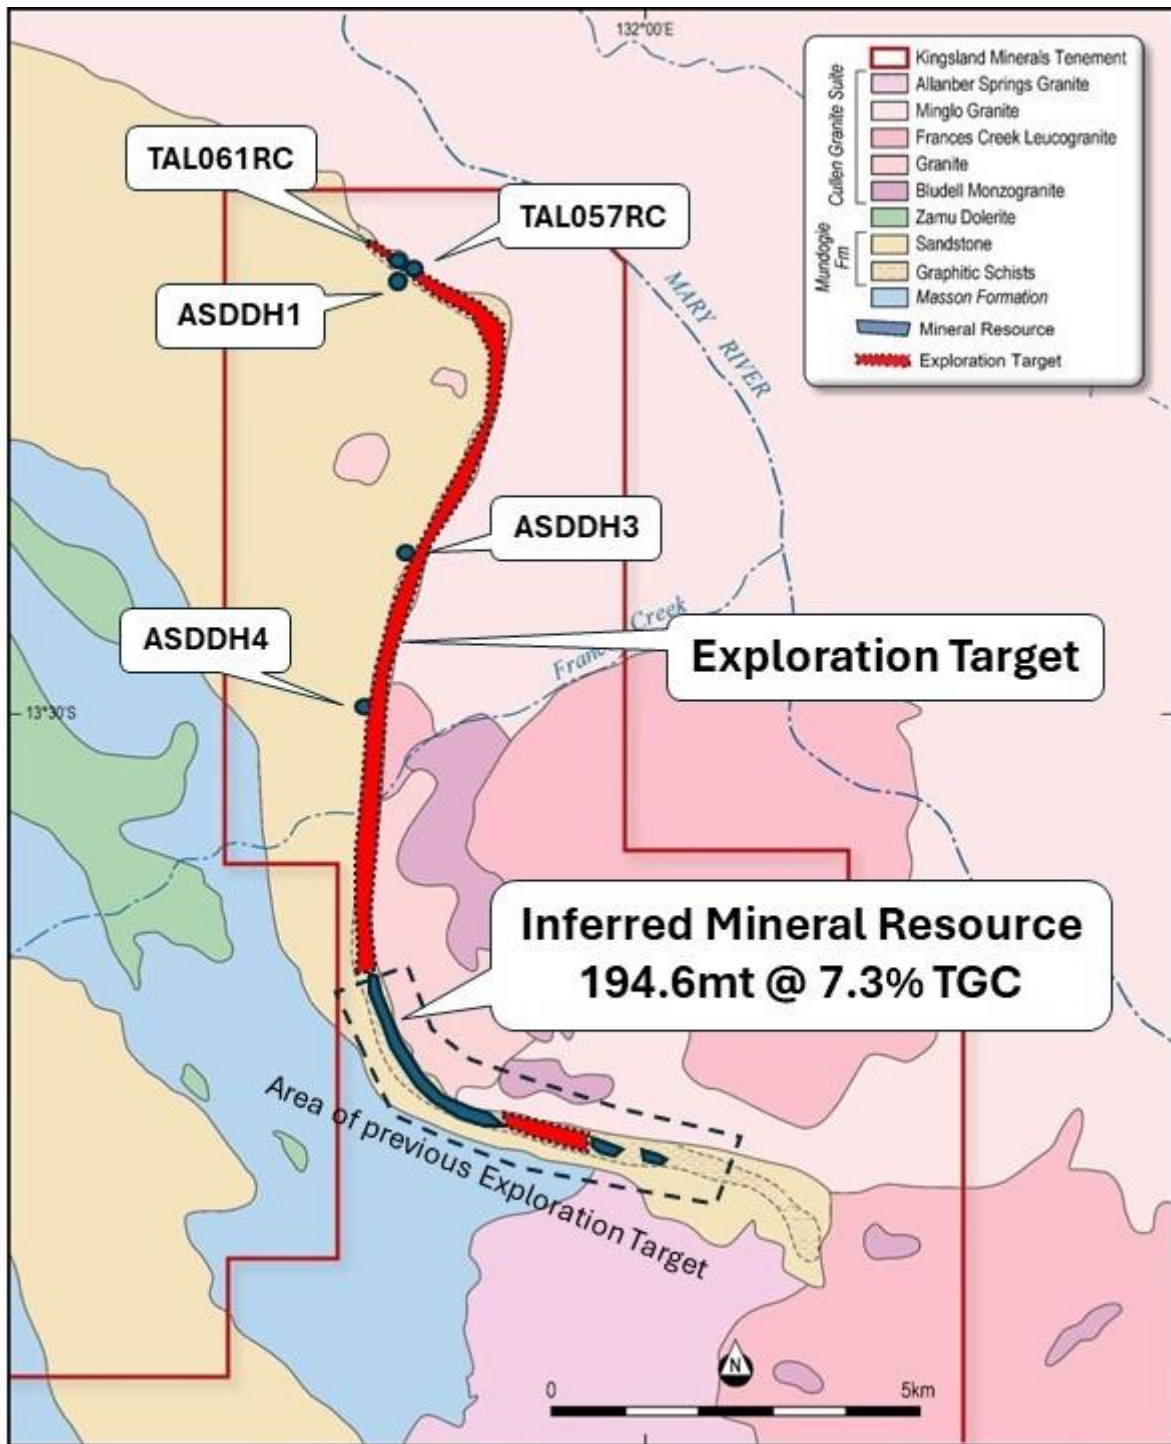 132°00'E
Kingsland Minerals Tenement
Cullen Granite Suite
Allanber Springs Granite
Minglo Granite
Frances Creek Leucogranite
Granite
Bludell Monzogranite
Zamu Dolerite
Mundogie
Fm
Sandstone
Graphitic Schists
Masson Formation
Mineral Resource
Exploration Target
TAL061RC
TAL057RC
ASDDH1
MARY RIVER
ASDDH3
Creek
ASDDH4
Exploration Target
13°30'S
Inferred Mineral Resource
194.6mt @ 7.3% TGC
Area of previous Exploration Target
N
0 5km